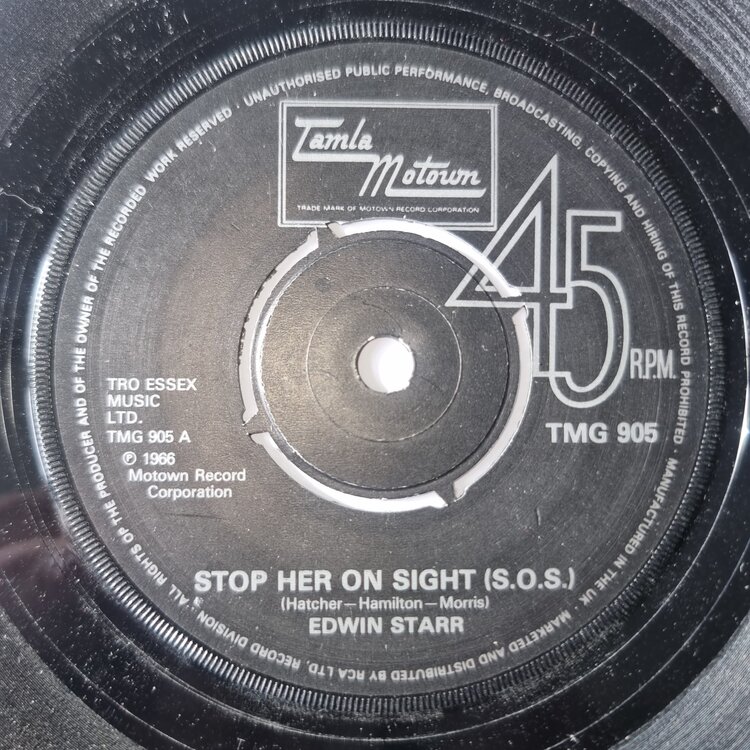 Tamla
Motown
TRADE MARK OF MOTOWN RECORD CORPORATION
45
R.P.M.
TMG 905
TRO ESSEX
MUSIC
LTD.
TMG 905 A
℗ 1966
Motown Record
Corporation
STOP HER ON SIGHT (S.O.S.)
(Hatcher—Hamilton—Morris)
EDWIN STARR
ALL RIGHTS OF THE PRODUCER AND OF THE OWNER OF THE RECORDED WORK RESERVED · UNAUTHORISED PUBLIC PERFORMANCE, BROADCASTING, COPYING AND HIRING OF THIS RECORD PROHIBITED · MANUFACTURED IN THE UK · MARKETED AND DISTRIBUTED BY RCA LTD., RECORD DIVISION ·